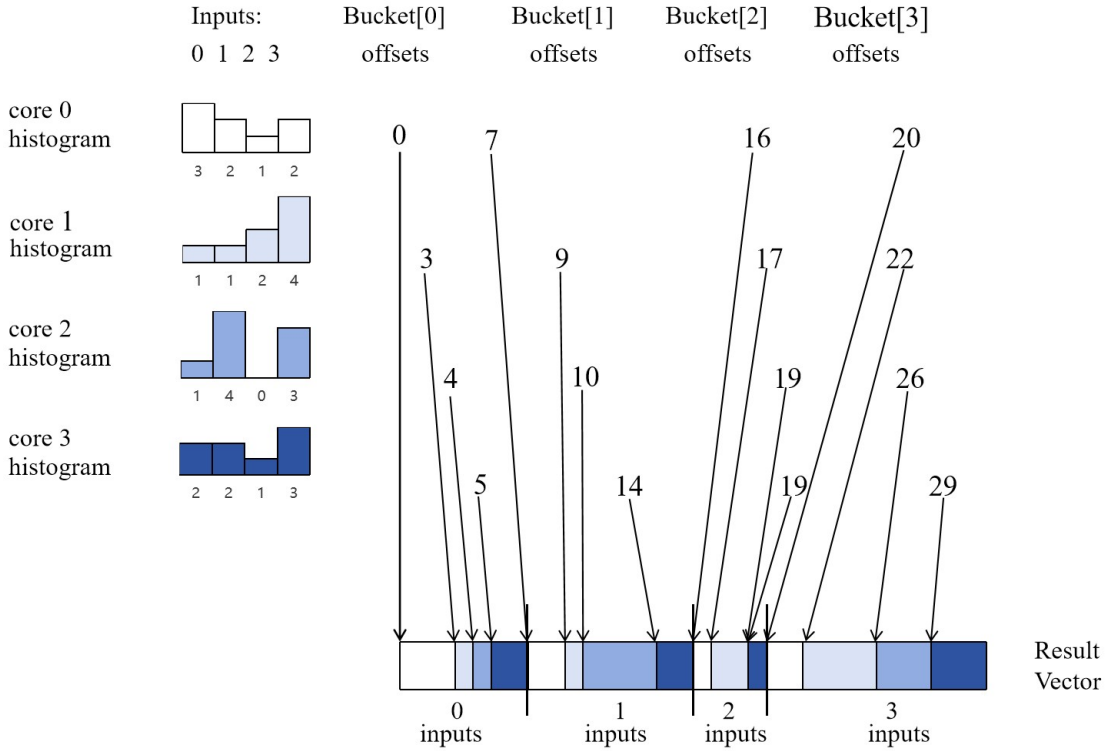 Inputs:
Bucket[0]
Bucket[1]
Bucket[2]
Bucket[3]
0 1 2 3
offsets
offsets
offsets
offsets
core 0
histogram
3 2 1 2
0
7
16
20
core 1
histogram
1 1 2 4
3
9
17
22
core 2
histogram
1 4 0 3
4
10
19
26
core 3
histogram
2 2 1 3
5
14
19
29
Result
Vector
0
inputs
1
inputs
2
inputs
3
inputs